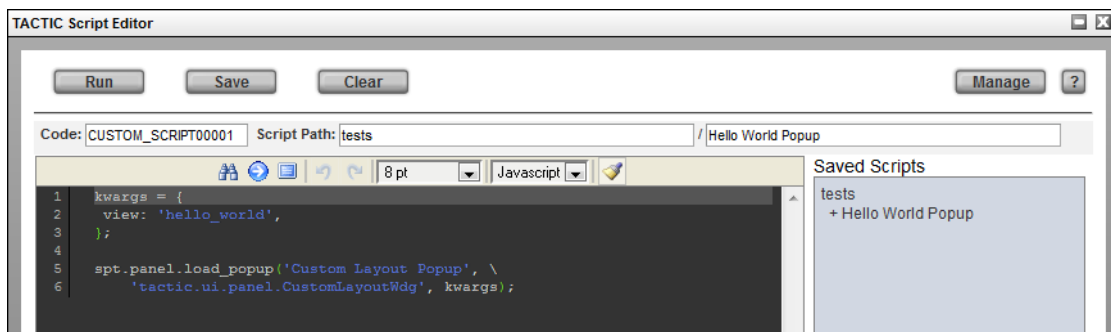 TACTIC Script Editor
Run Save Clear Manage ?
Code: CUSTOM_SCRIPT00001 Script Path: tests / Hello World Popup
8 pt Javascript
Saved Scripts
1 kwargs = {
2 view: 'hello_world',
3 };
4
5 spt.panel.load_popup('Custom Layout Popup', \
6 'tactic.ui.panel.CustomLayoutWdg', kwargs);
tests
+ Hello World Popup